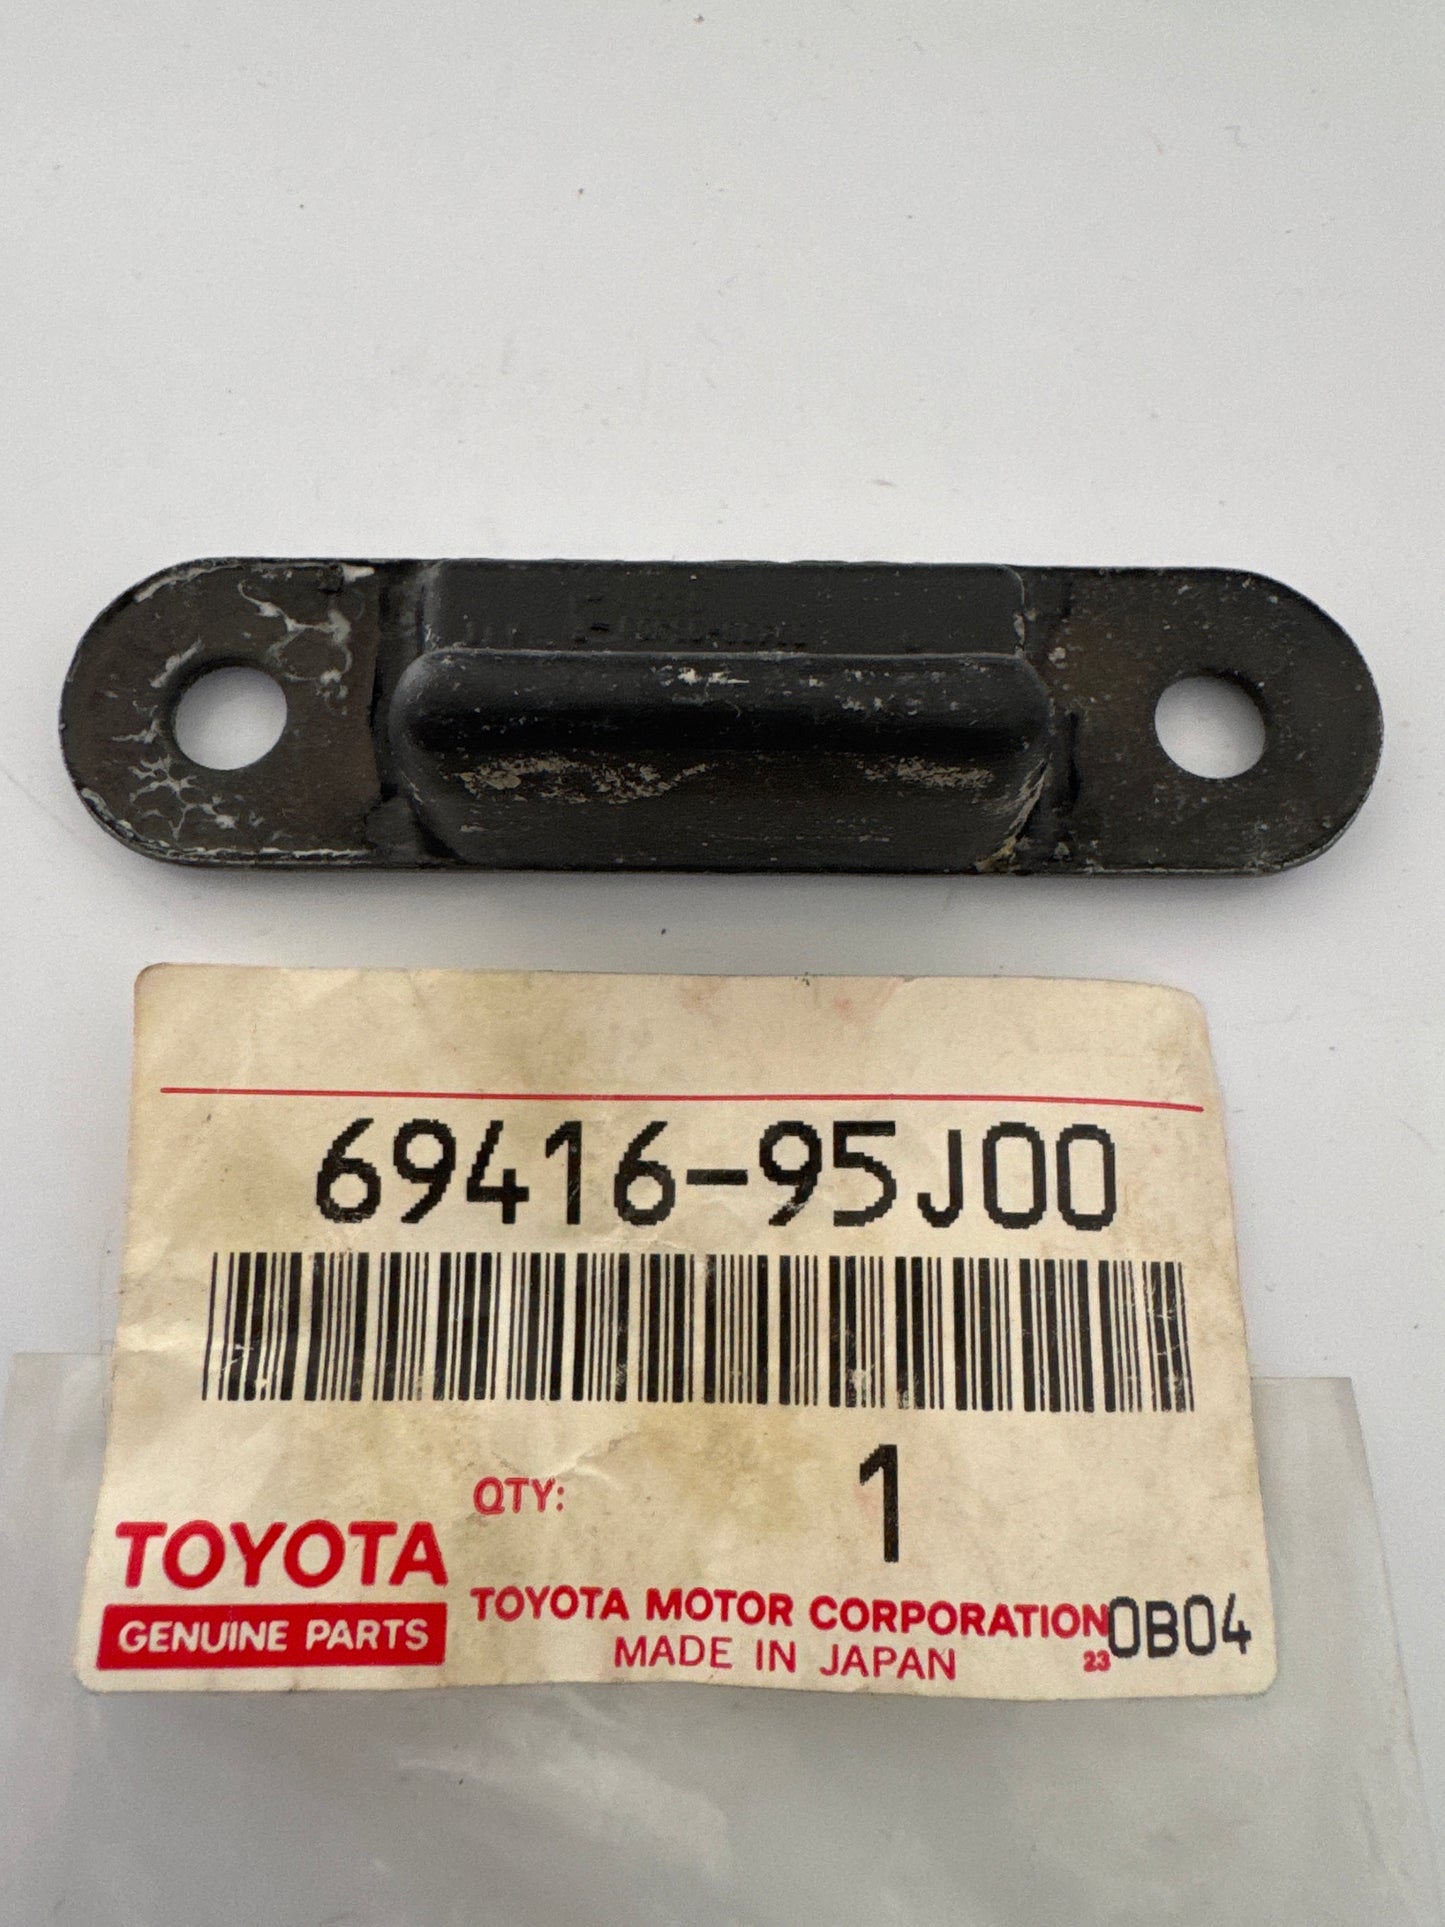 69416-95J00
QTY: 1
TOYOTA
GENUINE PARTS
TOYOTA MOTOR CORPORATION 0B04
MADE IN JAPAN 23